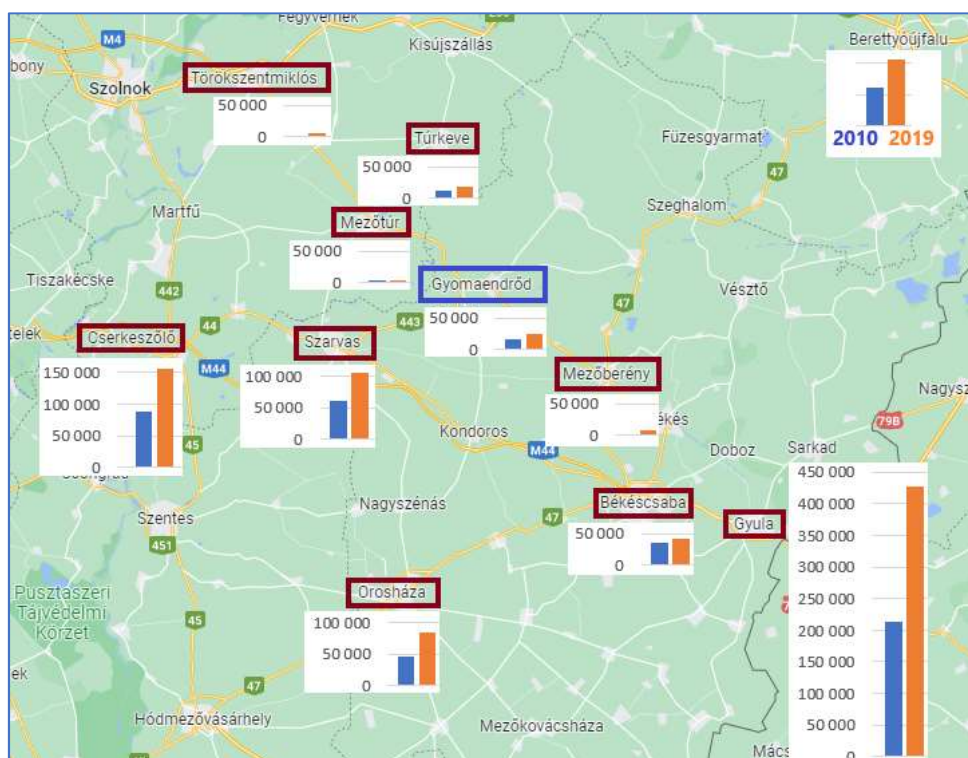 Fegyvernek
Kisújszállás
Berettyóújfalu
M4
bony
Szolnok
Törökszentmiklós
50 000
0
Túrkeve
50 000
0
Füzesgyarmat
2010 2019
47
Martfű
Mezőtúr
50 000
0
Szeghalom
Tiszakécske
442
Gyomaendrőd
50 000
0
Vésztő
47
telek
Cserkeszőlő
150 000
100 000
50 000
0
44
M44
45
Szarvas
100 000
50 000
0
443
Mezőberény
50 000
0
Nagysz
79B
Kondoros
ékés
M44
Doboz
Sarkad
Szentes
451
Nagyszénás
47
Békéscsaba
50 000
0
Gyula
450 000
400 000
350 000
300 000
250 000
200 000
150 000
100 000
50 000
0
Pusztaszeri
Tájvédelmi
Körzet
45
Orosháza
100 000
50 000
0
ek
47
Hódmezővásárhely
Mezőkovácsháza
Mács